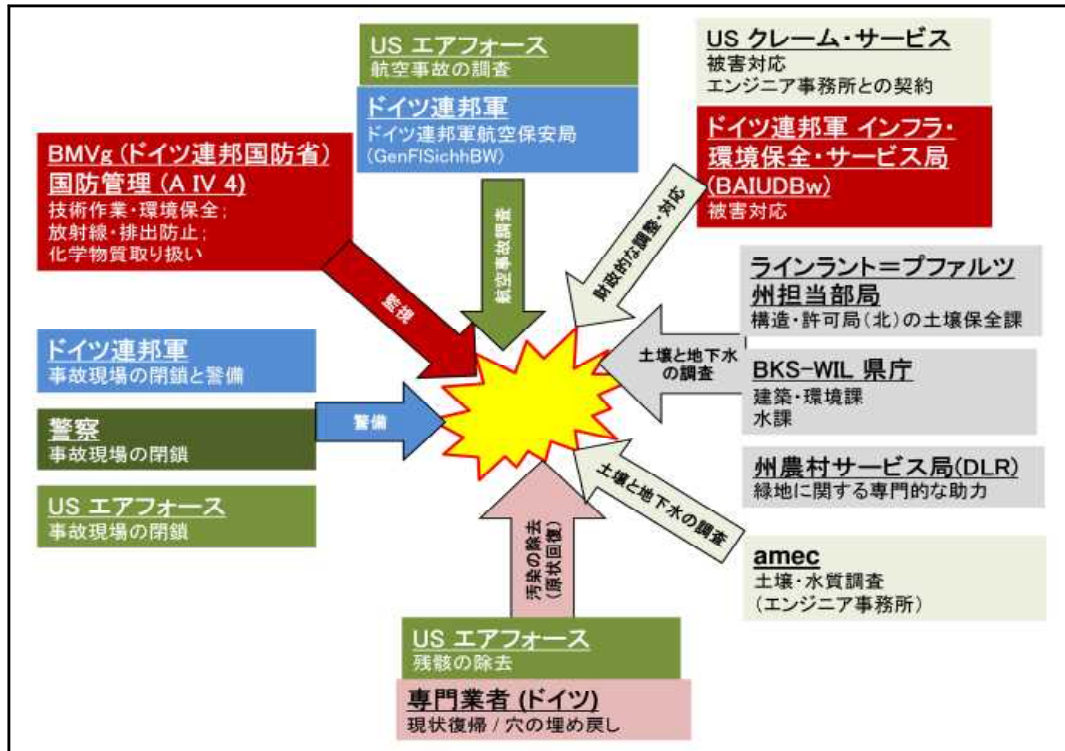 US エアフォース
航空事故の調査
ドイツ連邦軍
ドイツ連邦軍航空保安局
(GenFlSichhBW)
US クレーム・サービス
被害対応
エンジニア事務所との契約
ドイツ連邦軍 インフラ・
環境保全・サービス局
(BAIUDBw)
被害対応
BMVg (ドイツ連邦国防省)
国防管理 (A IV 4)
技術作業・環境保全;
放射線・排出防止;
化学物質取り扱い
監視
航空事故調査
財政的な調整・対応
ラインラント=プファルツ
州担当部局
構造・許可局(北)の土壌保全課
土壌と地下水
の調査
BKS-WIL 県庁
建築・環境課
水課
州農村サービス局(DLR)
緑地に関する専門的な助力
ドイツ連邦軍
事故現場の閉鎖と警備
警察
事故現場の閉鎖
US エアフォース
事故現場の閉鎖
警備
土壌と地下水の調査
amec
土壌・水質調査
(エンジニア事務所)
汚染の除去
(原状回復)
US エアフォース
残骸の除去
専門業者 (ドイツ)
現状復帰 / 穴の埋め戻し